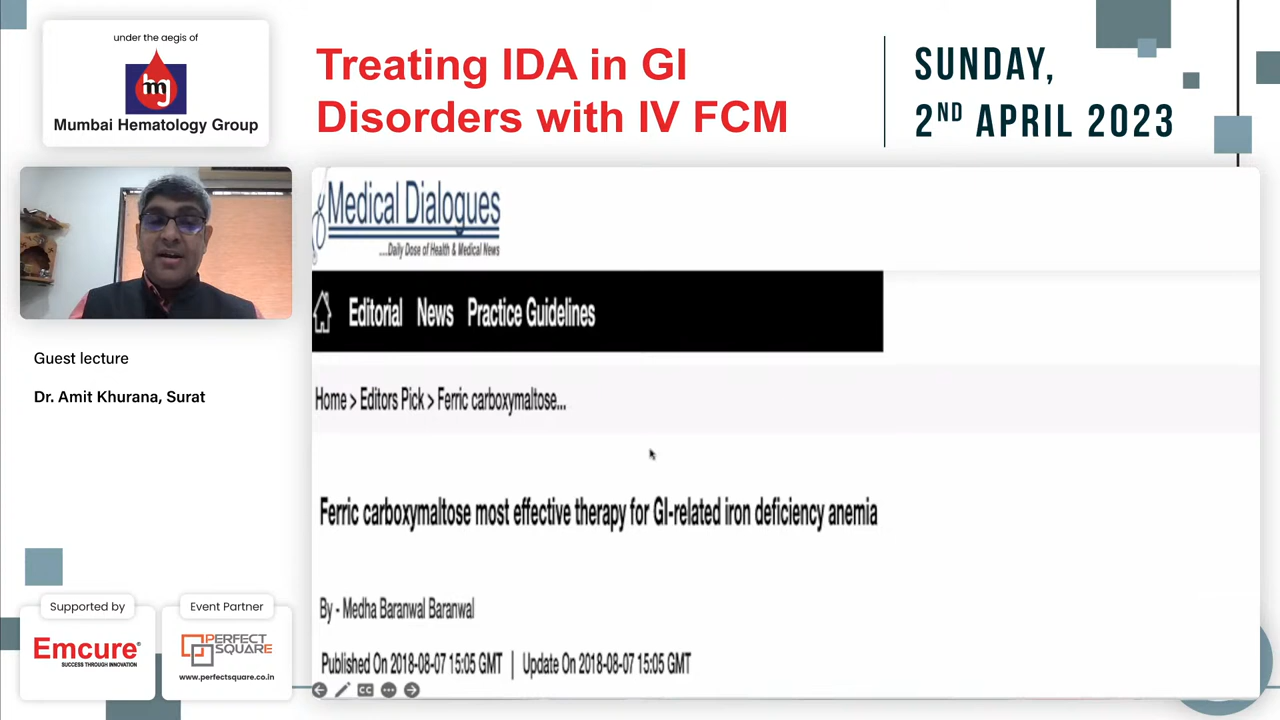 under the aegis of
mhg
Mumbai Hematology Group
Treating IDA in GI
Disorders with IV FCM
SUNDAY,
2ND APRIL 2023
Guest lecture
Dr. Amit Khurana, Surat
Medical Dialogues
....Daily Dose of Health & Medical News
Editorial News Practice Guidelines
Home > Editors Pick > Ferric carboxymaltose...
Ferric carboxymaltose most effective therapy for GI-related iron deficiency anemia
By - Medha Baranwal Baranwal
Published On 2018-08-07 15:05 GMT | Update On 2018-08-07 15:05 GMT
CC
Supported by
Emcure®
SUCCESS THROUGH INNOVATION
Event Partner
PERFECT
SQUARE
www.perfectsquare.co.in